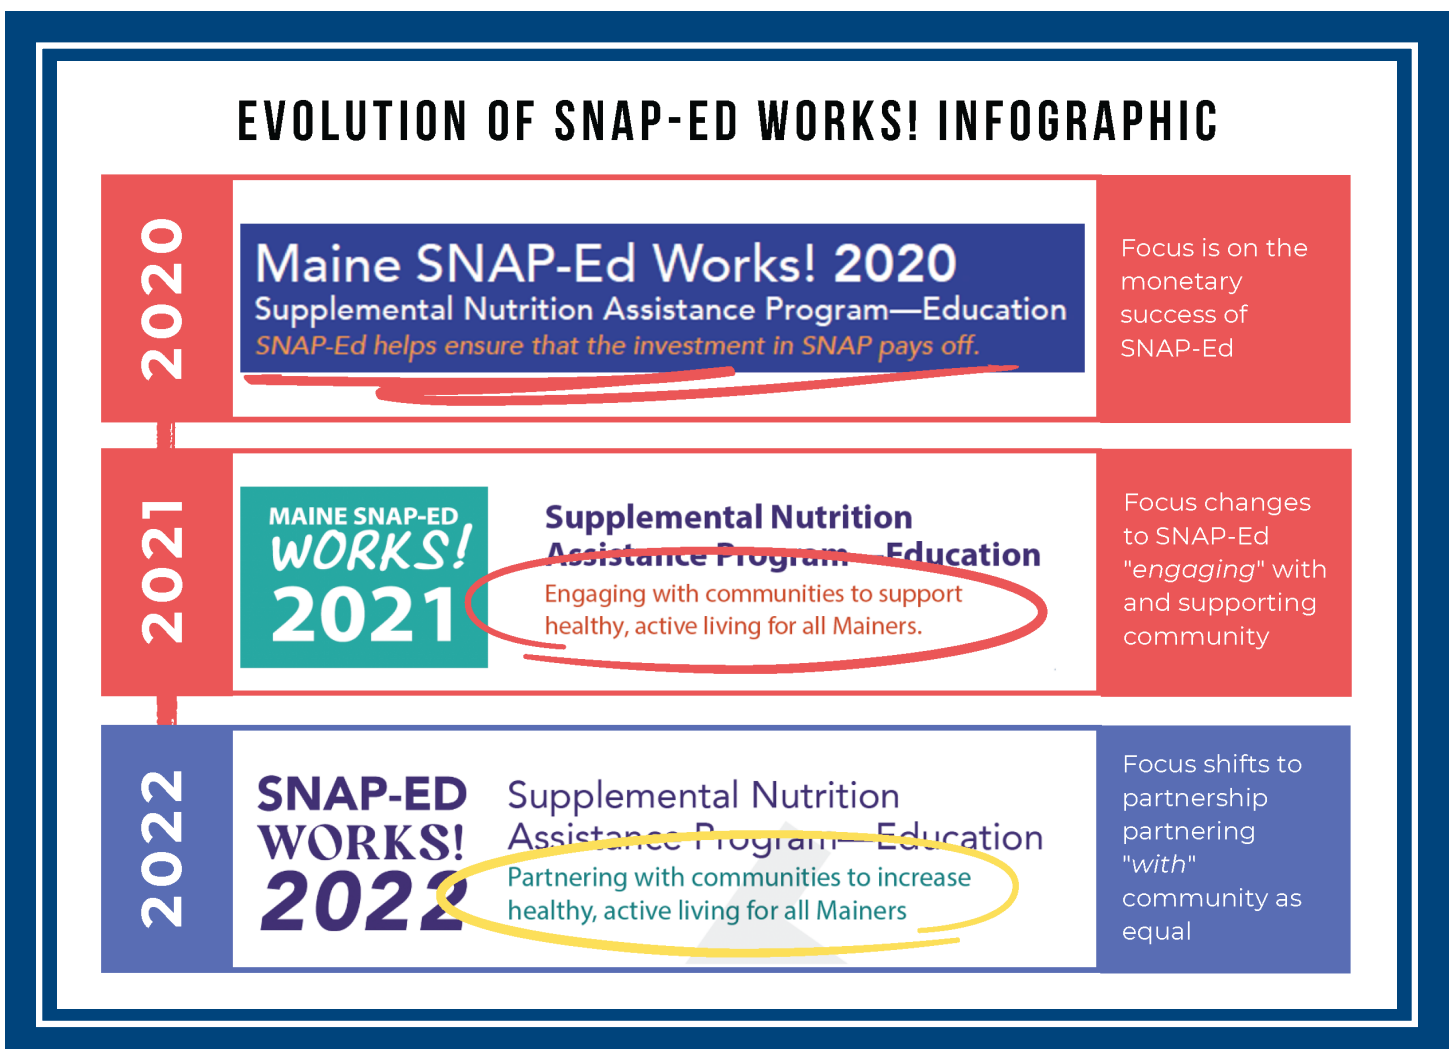 EVOLUTION OF SNAP-ED WORKS! INFOGRAPHIC
2020
Maine SNAP-Ed Works! 2020
Supplemental Nutrition Assistance Program—Education
SNAP-Ed helps ensure that the investment in SNAP pays off.
Focus is on the
monetary
success of
SNAP-Ed
2021
MAINE SNAP-ED
WORKS!
2021
Supplemental Nutrition
Assistance Program—Education
Engaging with communities to support
healthy, active living for all Mainers.
Focus changes
to SNAP-Ed
"engaging" with
and supporting
community
2022
SNAP-ED
WORKS!
2022
Supplemental Nutrition
Assistance Program—Education
Partnering with communities to increase
healthy, active living for all Mainers
Focus shifts to
partnership
partnering
"with"
community as
equal